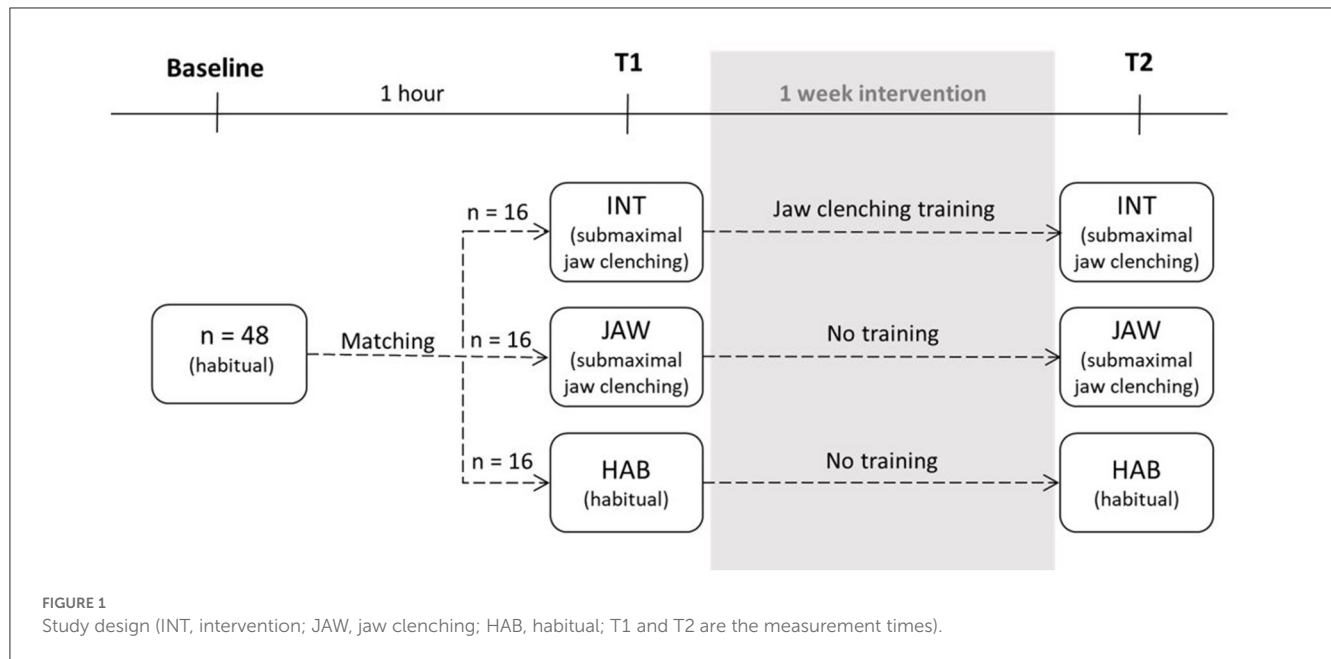 Baseline
T1
T2
1 hour
1 week intervention
n = 16
INT
(submaximal
jaw clenching)
Jaw clenching training
INT
(submaximal
jaw clenching)
n = 48
(habitual)
Matching
n = 16
JAW
(submaximal
jaw clenching)
No training
JAW
(submaximal
jaw clenching)
n = 16
HAB
(habitual)
No training
HAB
(habitual)
FIGURE 1
Study design (INT, intervention; JAW, jaw clenching; HAB, habitual; T1 and T2 are the measurement times).